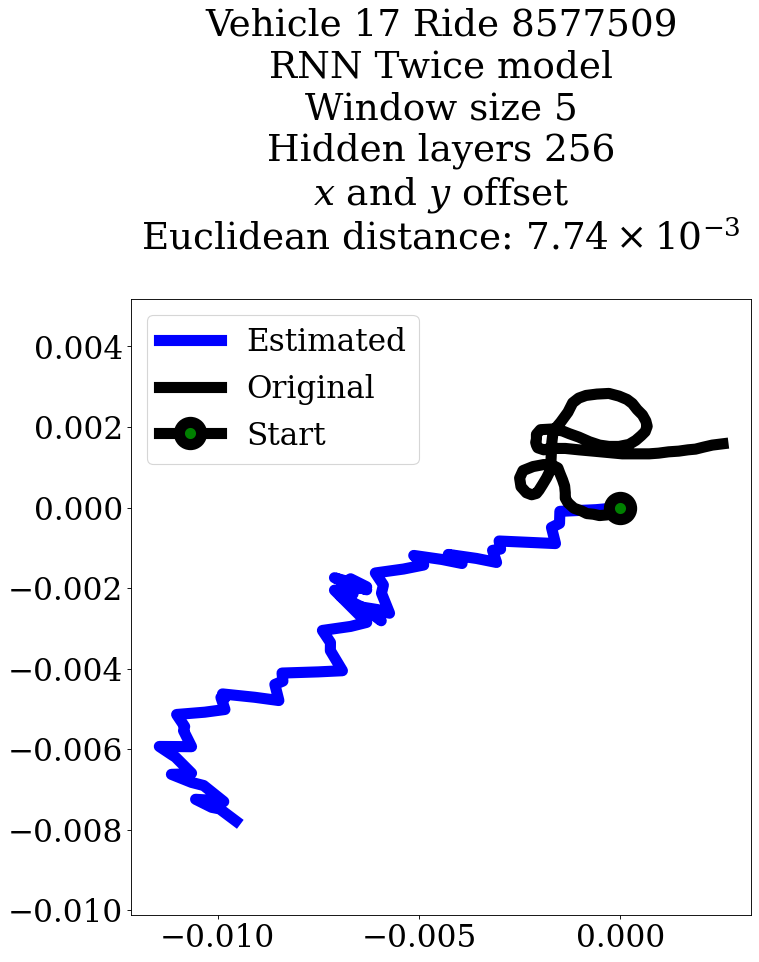 Vehicle 17 Ride 8577509
RNN Twice model
Window size 5
Hidden layers 256
x and y offset
Euclidean distance: 7.74 × 10⁻³
Estimated
Original
Start
0.004
0.002
0.000
−0.002
−0.004
−0.006
−0.008
−0.010
−0.010 −0.005 0.000